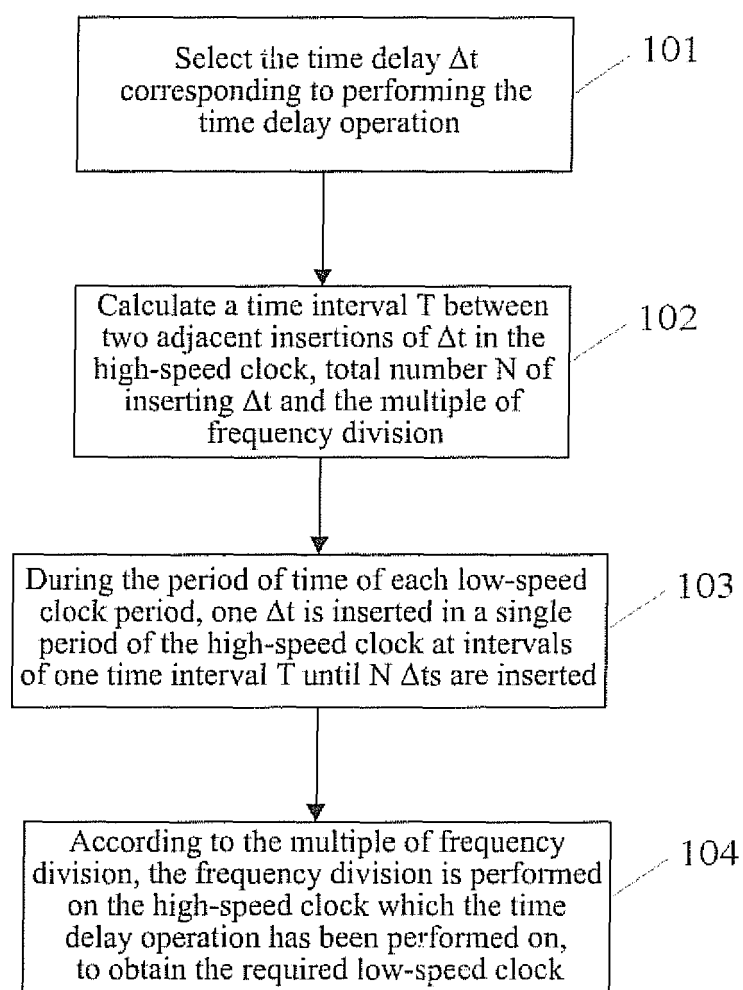 Select the time delay Δt
corresponding to performing the
time delay operation
101
Calculate a time interval T between
two adjacent insertions of Δt in the
high-speed clock, total number N of
inserting Δt and the multiple of
frequency division
102
During the period of time of each low-speed
clock period, one Δt is inserted in a single
period of the high-speed clock at intervals
of one time interval T until N Δts are inserted
103
According to the multiple of frequency
division, the frequency division is performed
on the high-speed clock which the time
delay operation has been performed on,
to obtain the required low-speed clock
104